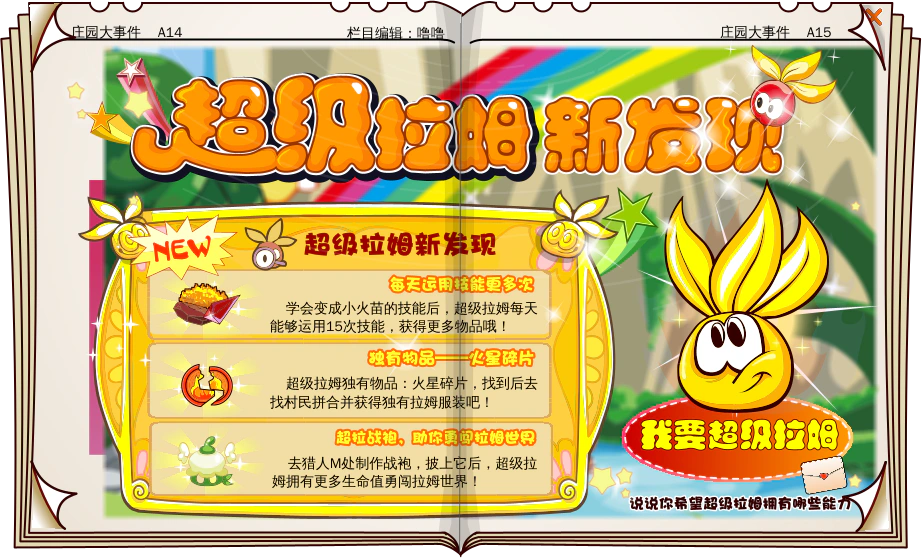 庄园大事件 A14
栏目编辑：噜噜
庄园大事件 A15
超级拉姆新发现
NEW
超级拉姆新发现
每天运用技能更多次
学会变成小火苗的技能后，超级拉姆每天
能够运用15次技能，获得更多物品哦！
独有物品——火星碎片
超级拉姆独有物品：火星碎片，找到后去
找村民拼合并获得独有拉姆服装吧！
超拉战袍，助你勇闯拉姆世界
去猎人M处制作战袍，披上它后，超级拉
姆拥有更多生命值勇闯拉姆世界！
我要超级拉姆
说说你希望超级拉姆拥有哪些能力